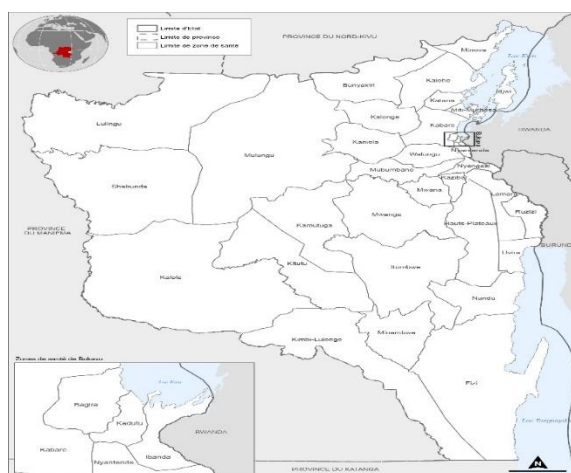 Limite d'Etat
Limite de province
Limite de zone de santé
PROVINCE DU NORD-KIVU
Minova
Lac Kivu
Bunyakiri
Kalehe
Idjwi
Katana
Lulingu
Miti-Murhesa
Kalonge
Kabare
RWANDA
Mulungu
Kaniola
Walungu
Nyantende
Nyangezi
Mubumbano
Kaziba
Shabunda
Mwana
Lemera
Mwenga
Ruzizi
PROVINCE
DU MANIEMA
Kamituga
Haute-Plateaux
BURUNDI
Uvira
Kitutu
Itombwe
Kalole
Nundu
Kimbi-Lulenge
Minembwe
Fizi
Lac Tanganyika
Zones de santé de Bukavu
Lac Kivu
Bagira
Kadutu
RWANDA
Kabare
Ibanda
Nyantende
N
PROVINCE DU KATANGA